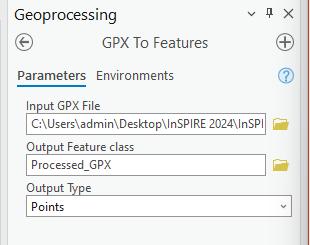 Geoprocessing
GPX To Features
Parameters Environments
Input GPX File
C:\Users\admin\Desktop\InSPIRE 2024\InSPI
Output Feature class
Processed_GPX
Output Type
Points